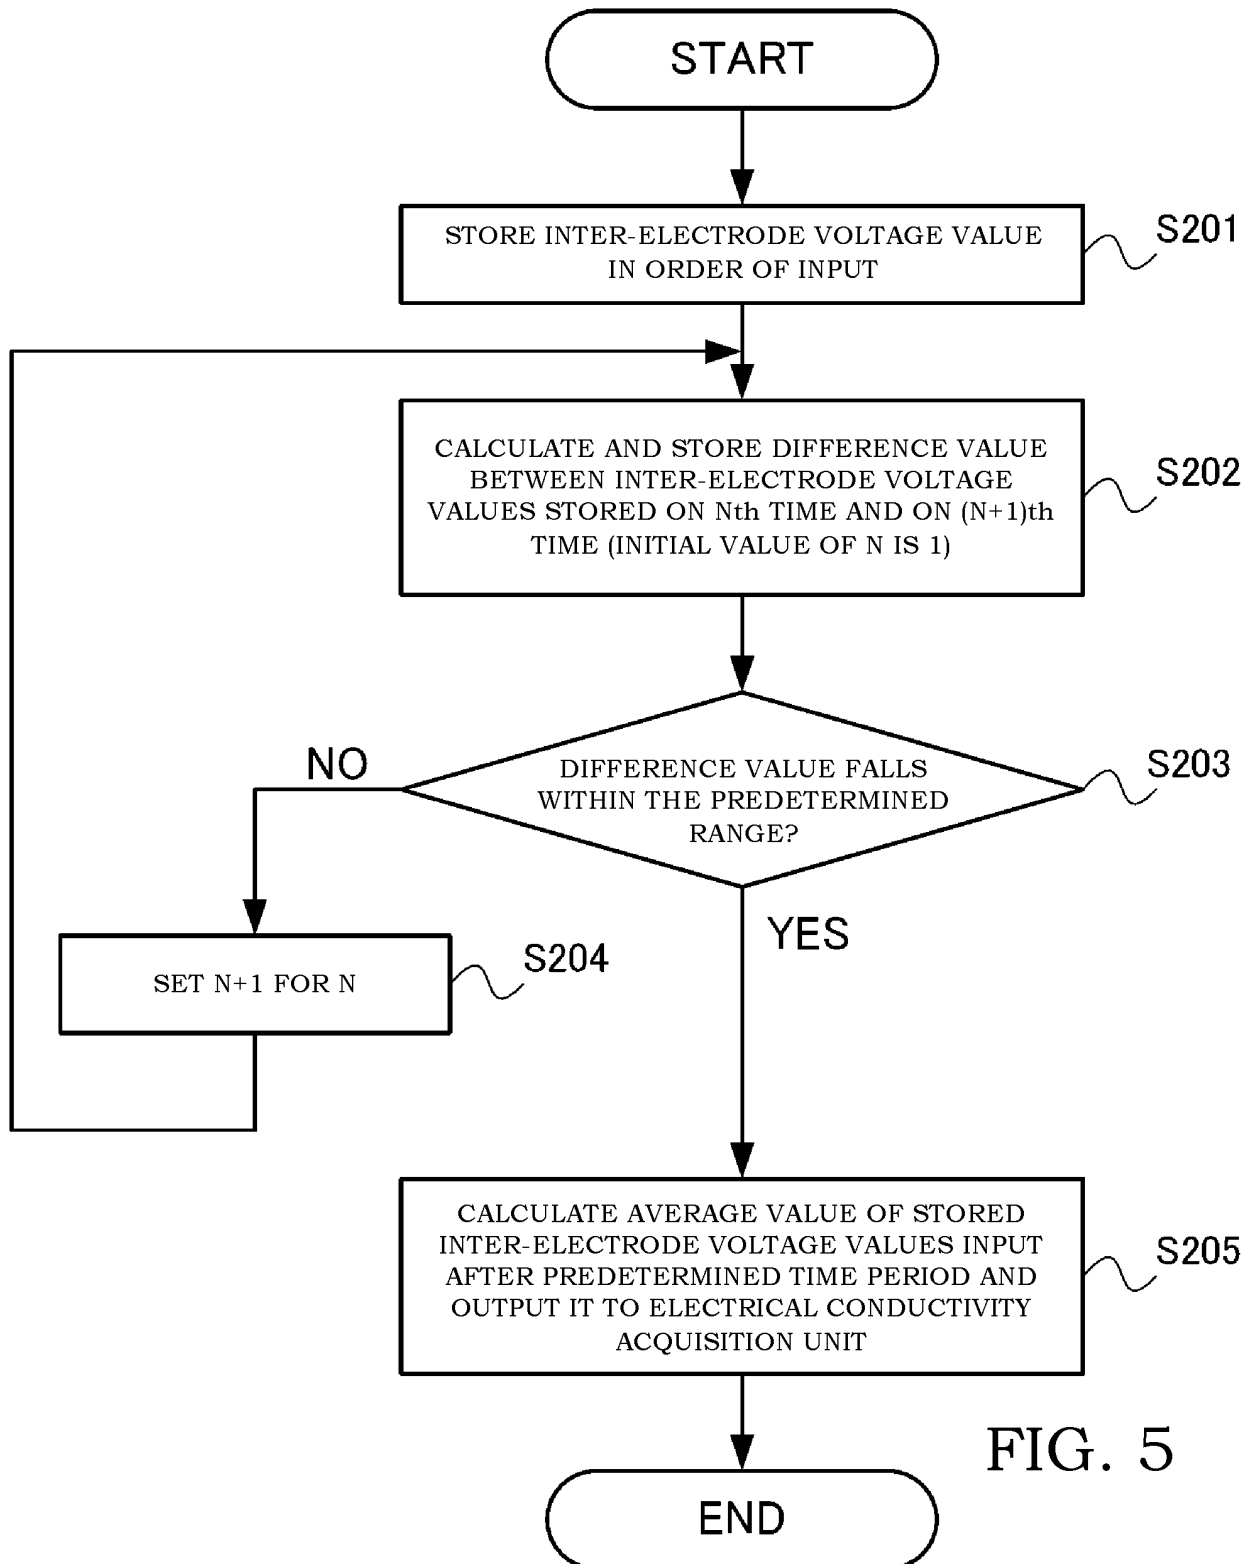 START
STORE INTER-ELECTRODE VOLTAGE VALUE
IN ORDER OF INPUT
S201
CALCULATE AND STORE DIFFERENCE VALUE
BETWEEN INTER-ELECTRODE VOLTAGE
VALUES STORED ON Nth TIME AND ON (N+1)th
TIME (INITIAL VALUE OF N IS 1)
S202
DIFFERENCE VALUE FALLS
WITHIN THE PREDETERMINED
RANGE?
S203
NO
YES
SET N+1 FOR N
S204
CALCULATE AVERAGE VALUE OF STORED
INTER-ELECTRODE VOLTAGE VALUES INPUT
AFTER PREDETERMINED TIME PERIOD AND
OUTPUT IT TO ELECTRICAL CONDUCTIVITY
ACQUISITION UNIT
S205
END
FIG. 5